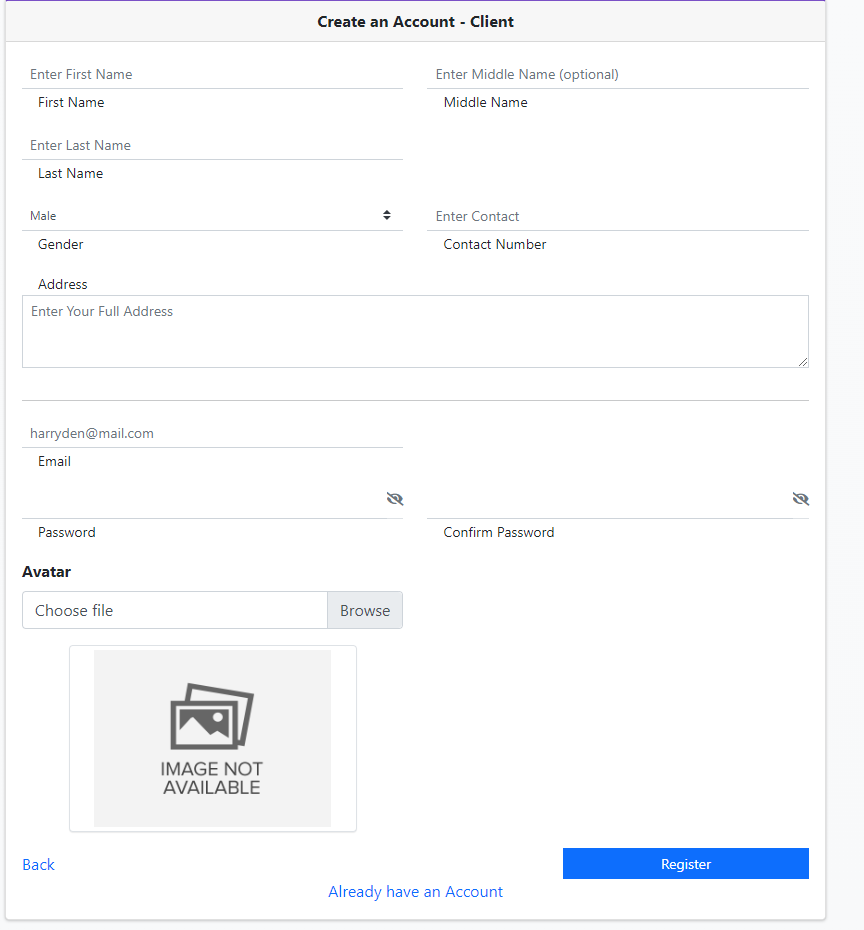 Create an Account - Client
Enter First Name
Enter Middle Name (optional)
First Name
Middle Name
Enter Last Name
Last Name
Male
Enter Contact
Gender
Contact Number
Address
Enter Your Full Address
harryden@mail.com
Email
Password
Confirm Password
Avatar
Choose file
Browse
IMAGE NOT
AVAILABLE
Back
Register
Already have an Account